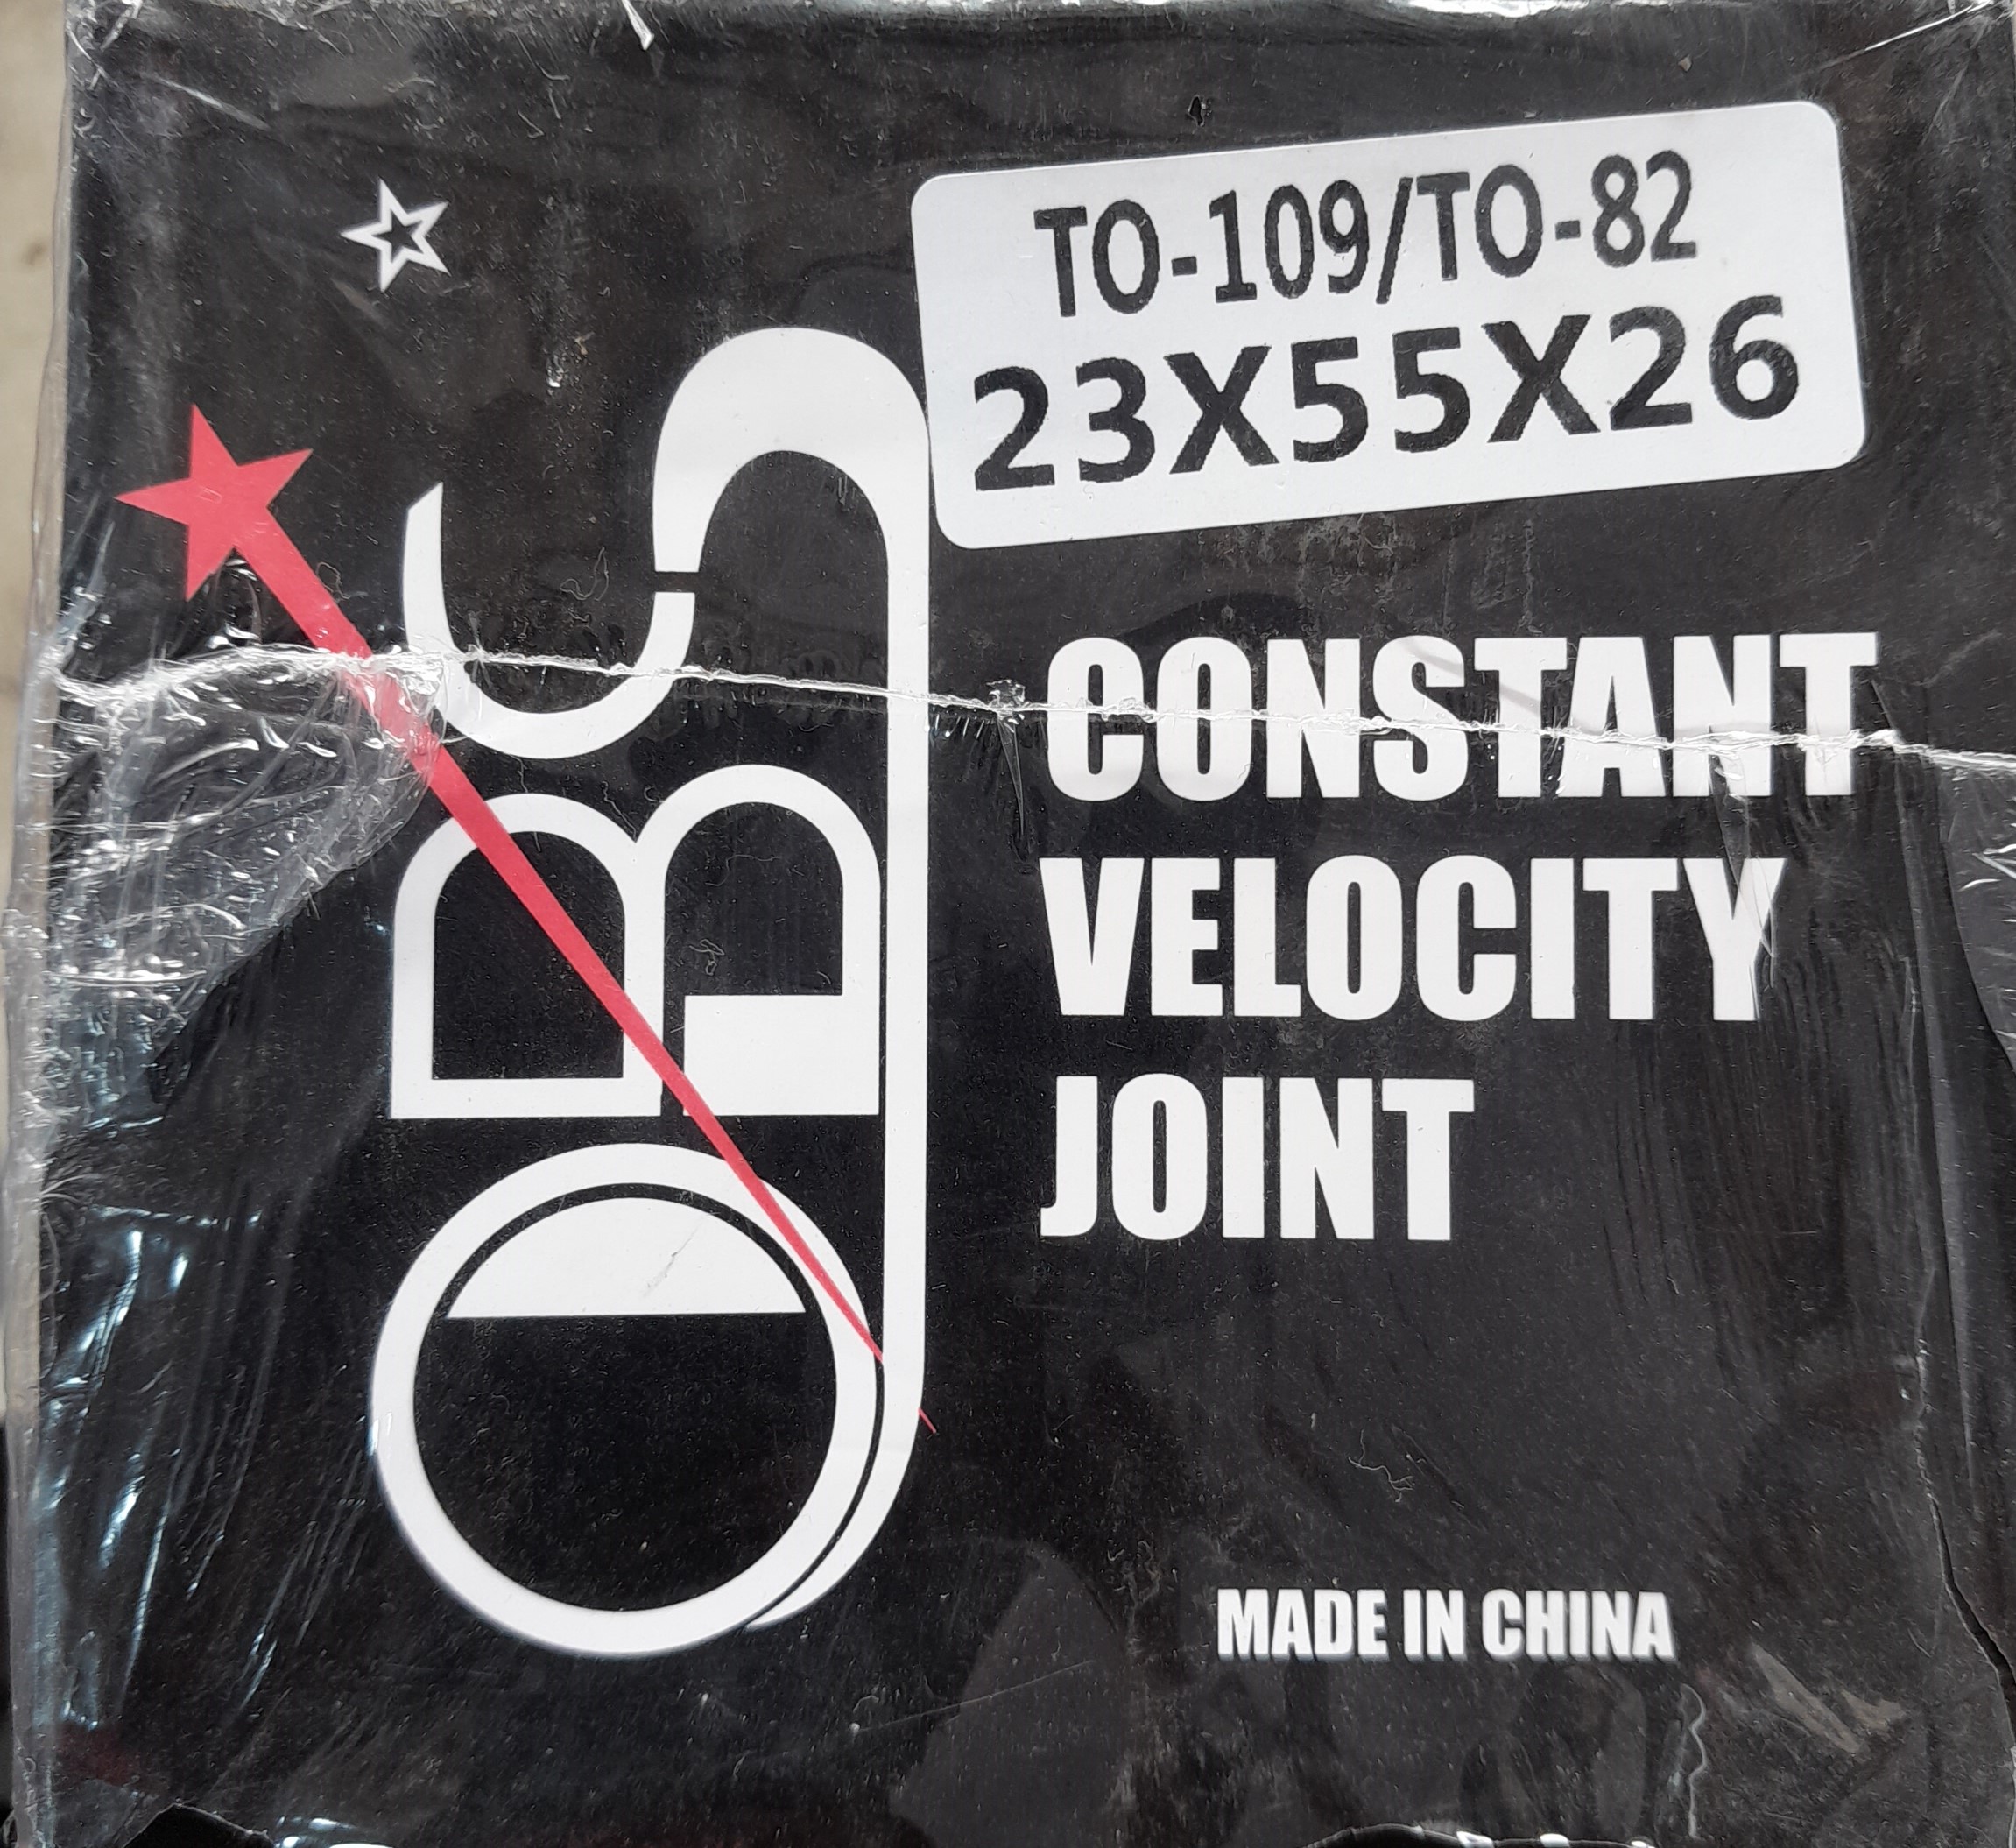 TO-109/TO-82
23X55X26
OBC
CONSTANT
VELOCITY
JOINT
MADE IN CHINA